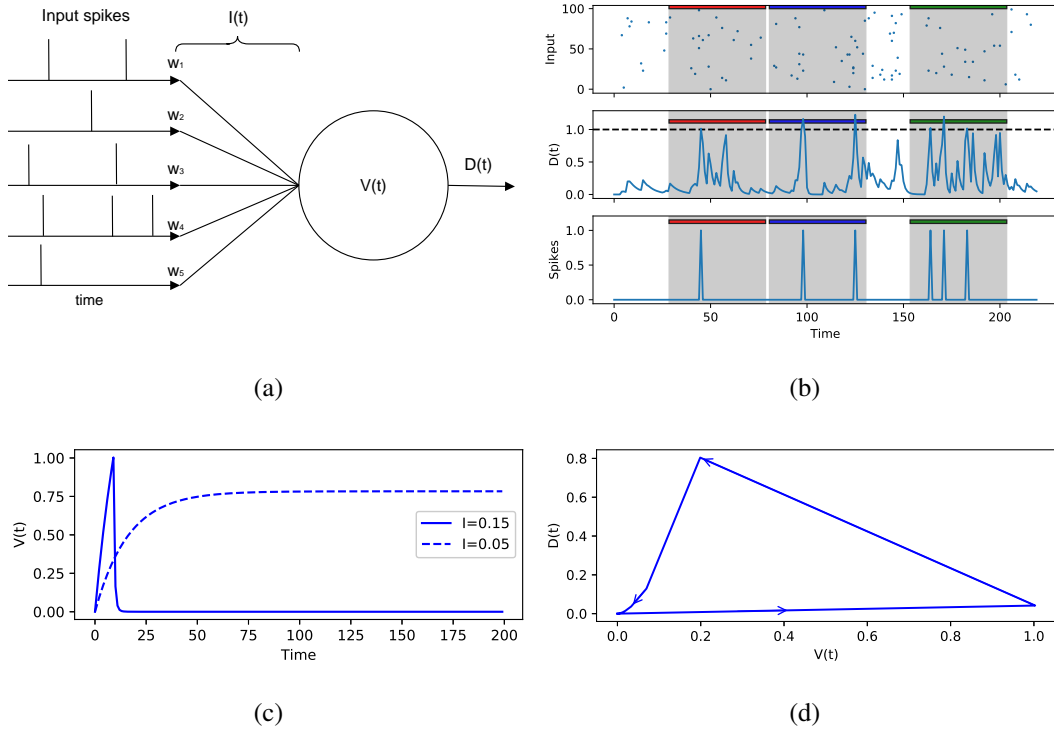 Input spikes
I(t)
w1
w2
w3
w4
w5
V(t)
D(t)
time
(a)
100
50
0
Input
1.0
0.5
0.0
D(t)
1.0
0.5
0.0
Spikes
0 50 100 150 200
Time
(b)
1.00
0.75
0.50
0.25
0.00
V(t)
I=0.15
I=0.05
0 25 50 75 100 125 150 175 200
Time
(c)
0.8
0.6
0.4
0.2
0.0
D(t)
0.0 0.2 0.4 0.6 0.8 1.0
V(t)
(d)